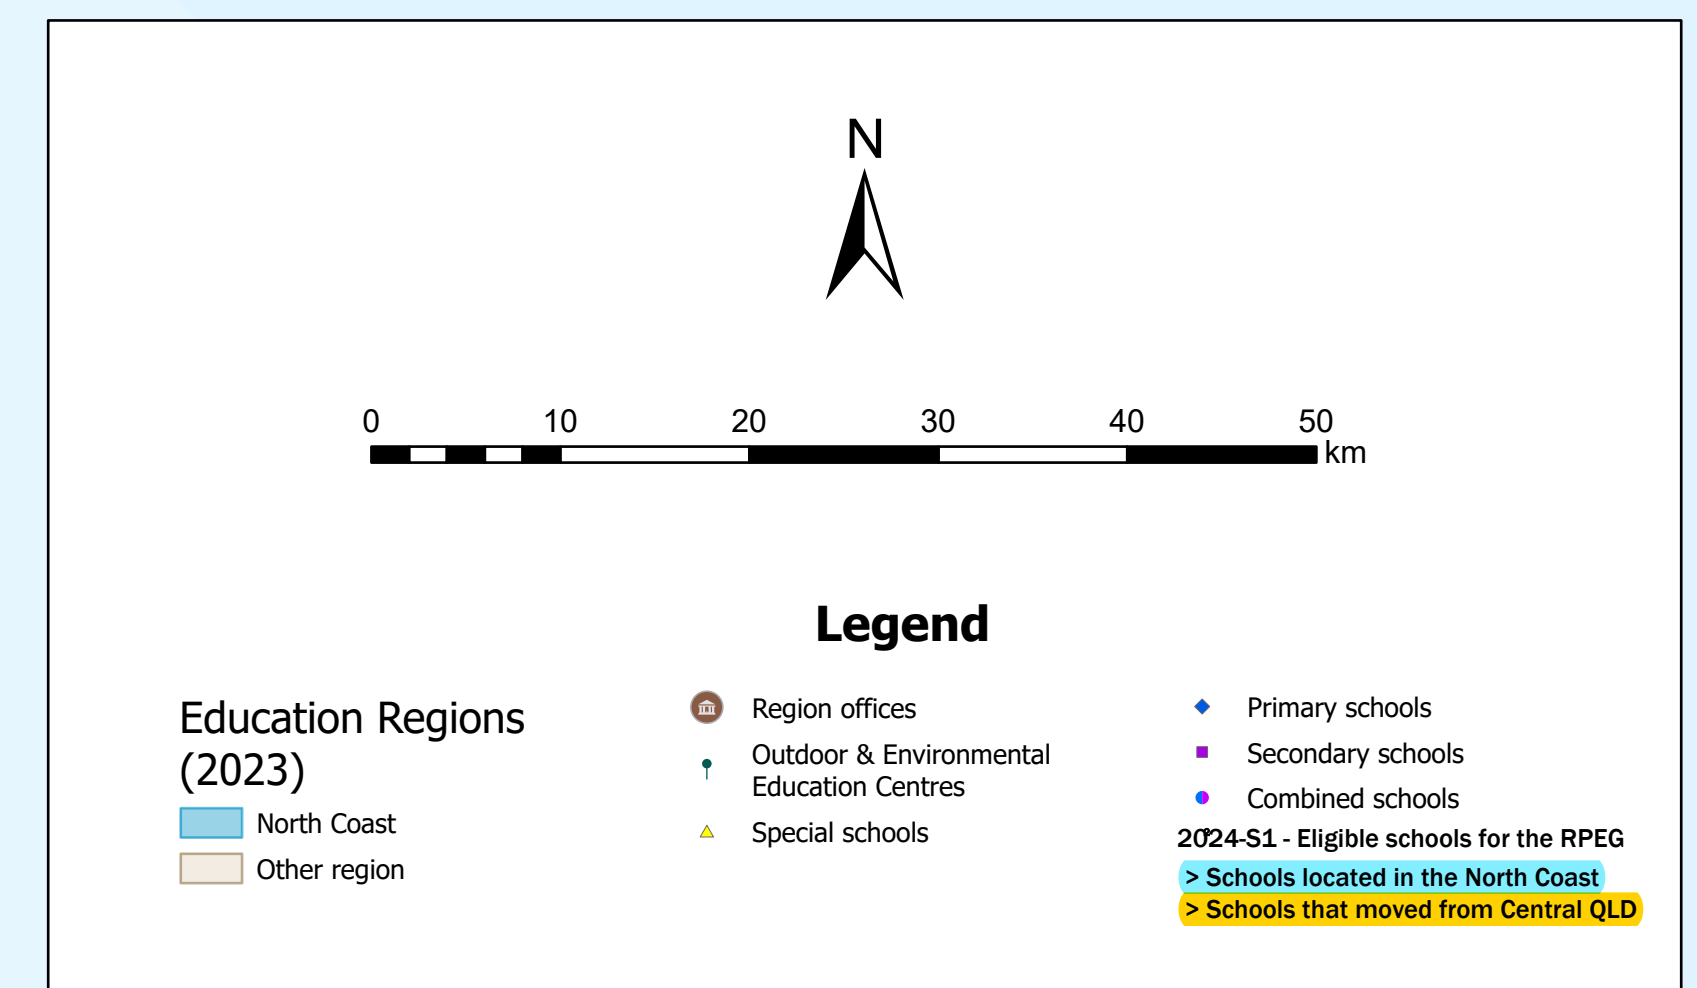 N
0 10 20 30 40 50
km
Legend
Education Regions
(2023)
North Coast
Other region
Region offices
Outdoor & Environmental
Education Centres
Special schools
Primary schools
Secondary schools
Combined schools
2024-S1 - Eligible schools for the RPEG
> Schools located in the North Coast
> Schools that moved from Central QLD